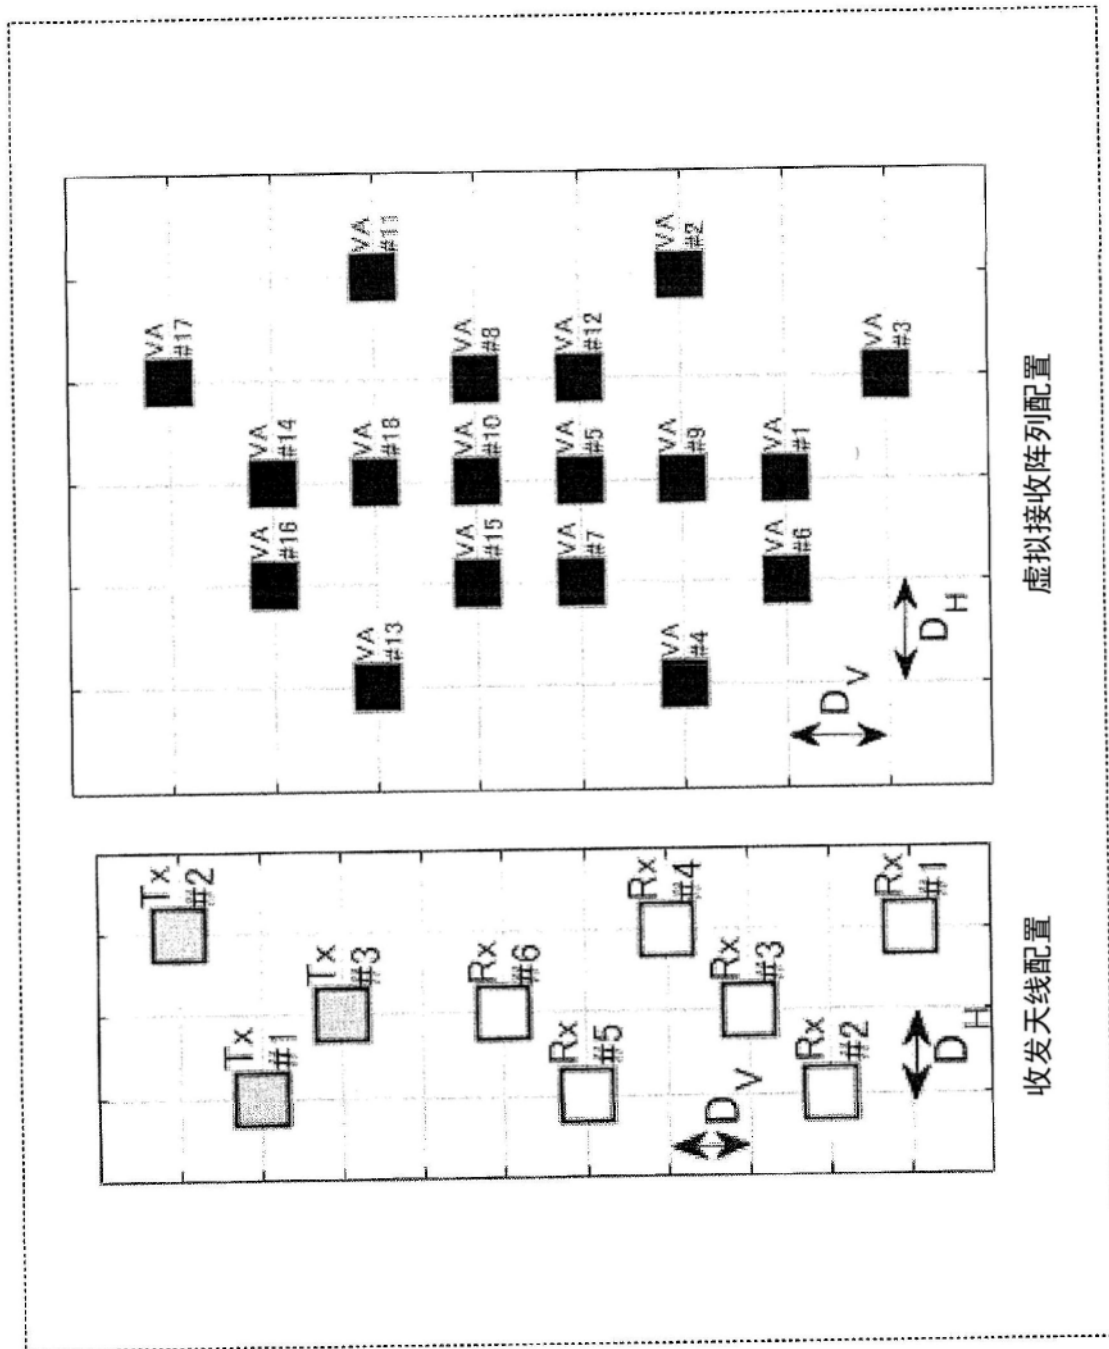 VA
#17
VA
#11
VA
#14
VA
#16
VA
#18
VA
#8
VA
#13
VA
#10
VA
#15
VA
#12
VA
#5
VA
#7
VA
#2
VA
#9
VA
#4
VA
#1
VA
#6
VA
#3
D V
D H
虚拟接收阵列配置
Tx
#2
Tx
#1
Tx
#3
Rx
#6
Rx
#4
Rx
#5
Rx
#3
Rx
#2
Rx
#1
D V
D H
收发天线配置